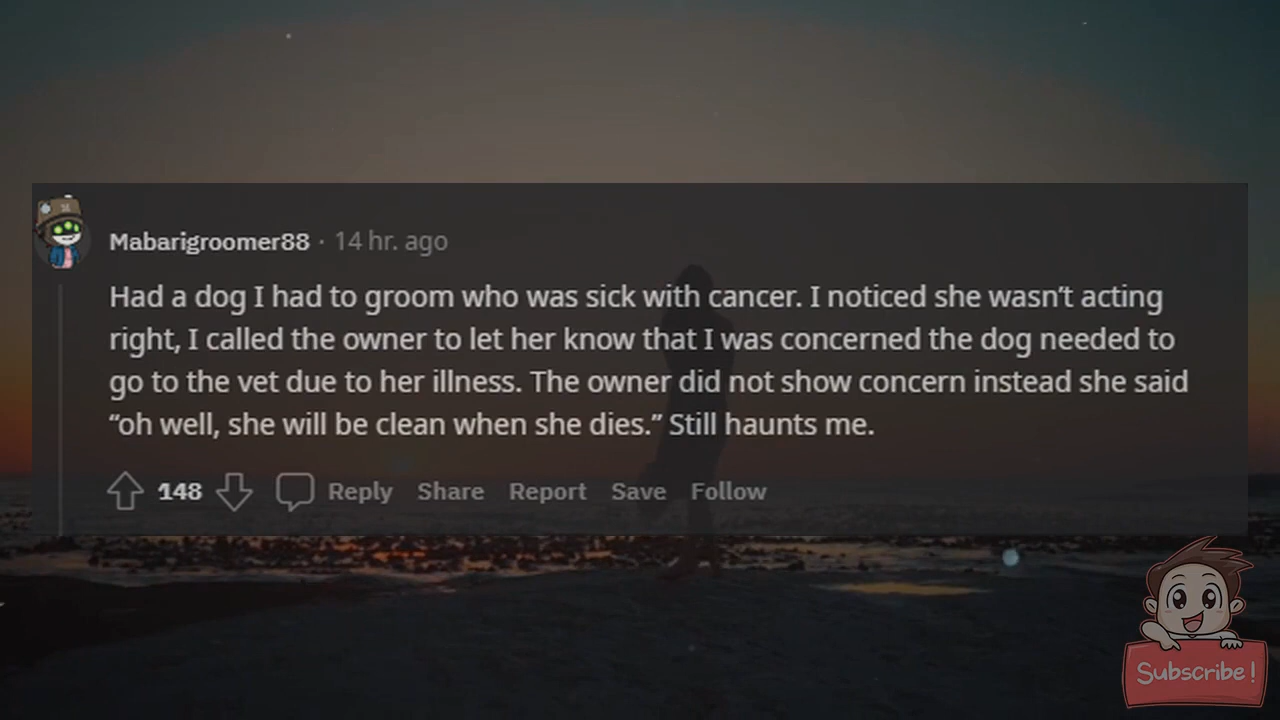 Mabarigroomer88 · 14 hr. ago
Had a dog I had to groom who was sick with cancer. I noticed she wasn’t acting
right, I called the owner to let her know that I was concerned the dog needed to
go to the vet due to her illness. The owner did not show concern instead she said
“oh well, she will be clean when she dies.” Still haunts me.
148 Reply Share Report Save Follow
Subscribe!